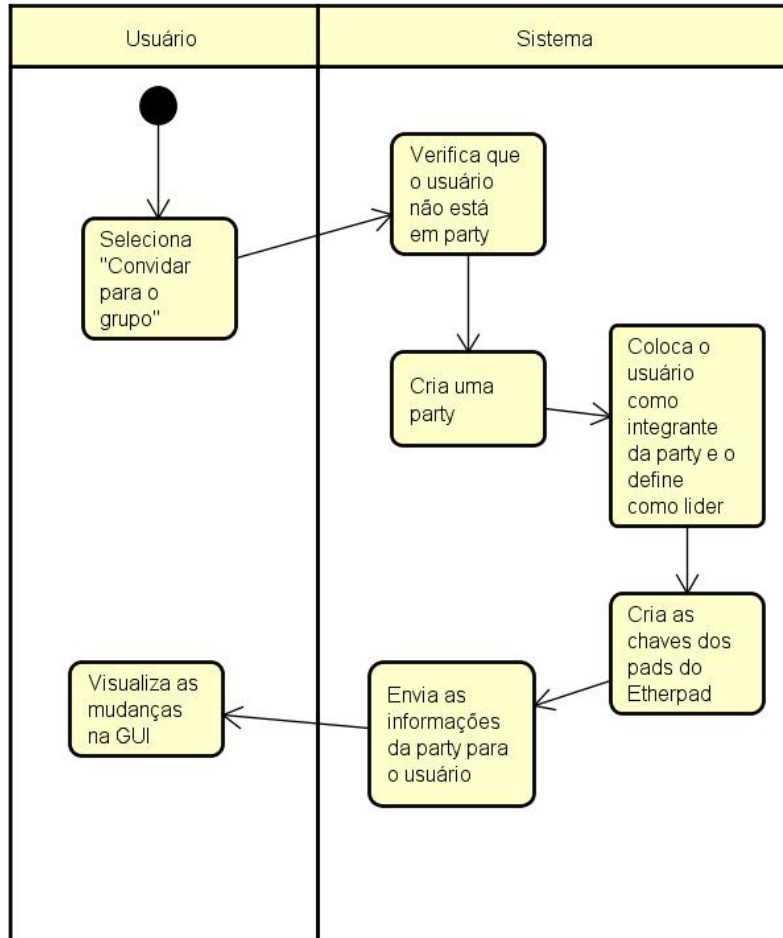 Usuário
Sistema
Verifica que
o usuário
não está
em party
Seleciona
"Convidar
para o
grupo"
Cria uma
party
Coloca o
usuário
como
integrante
da party e o
define
como lider
Cria as
chaves dos
pads do
Etherpad
Envia as
informações
da party para
o usuário
Visualiza as
mudanças
na GUI